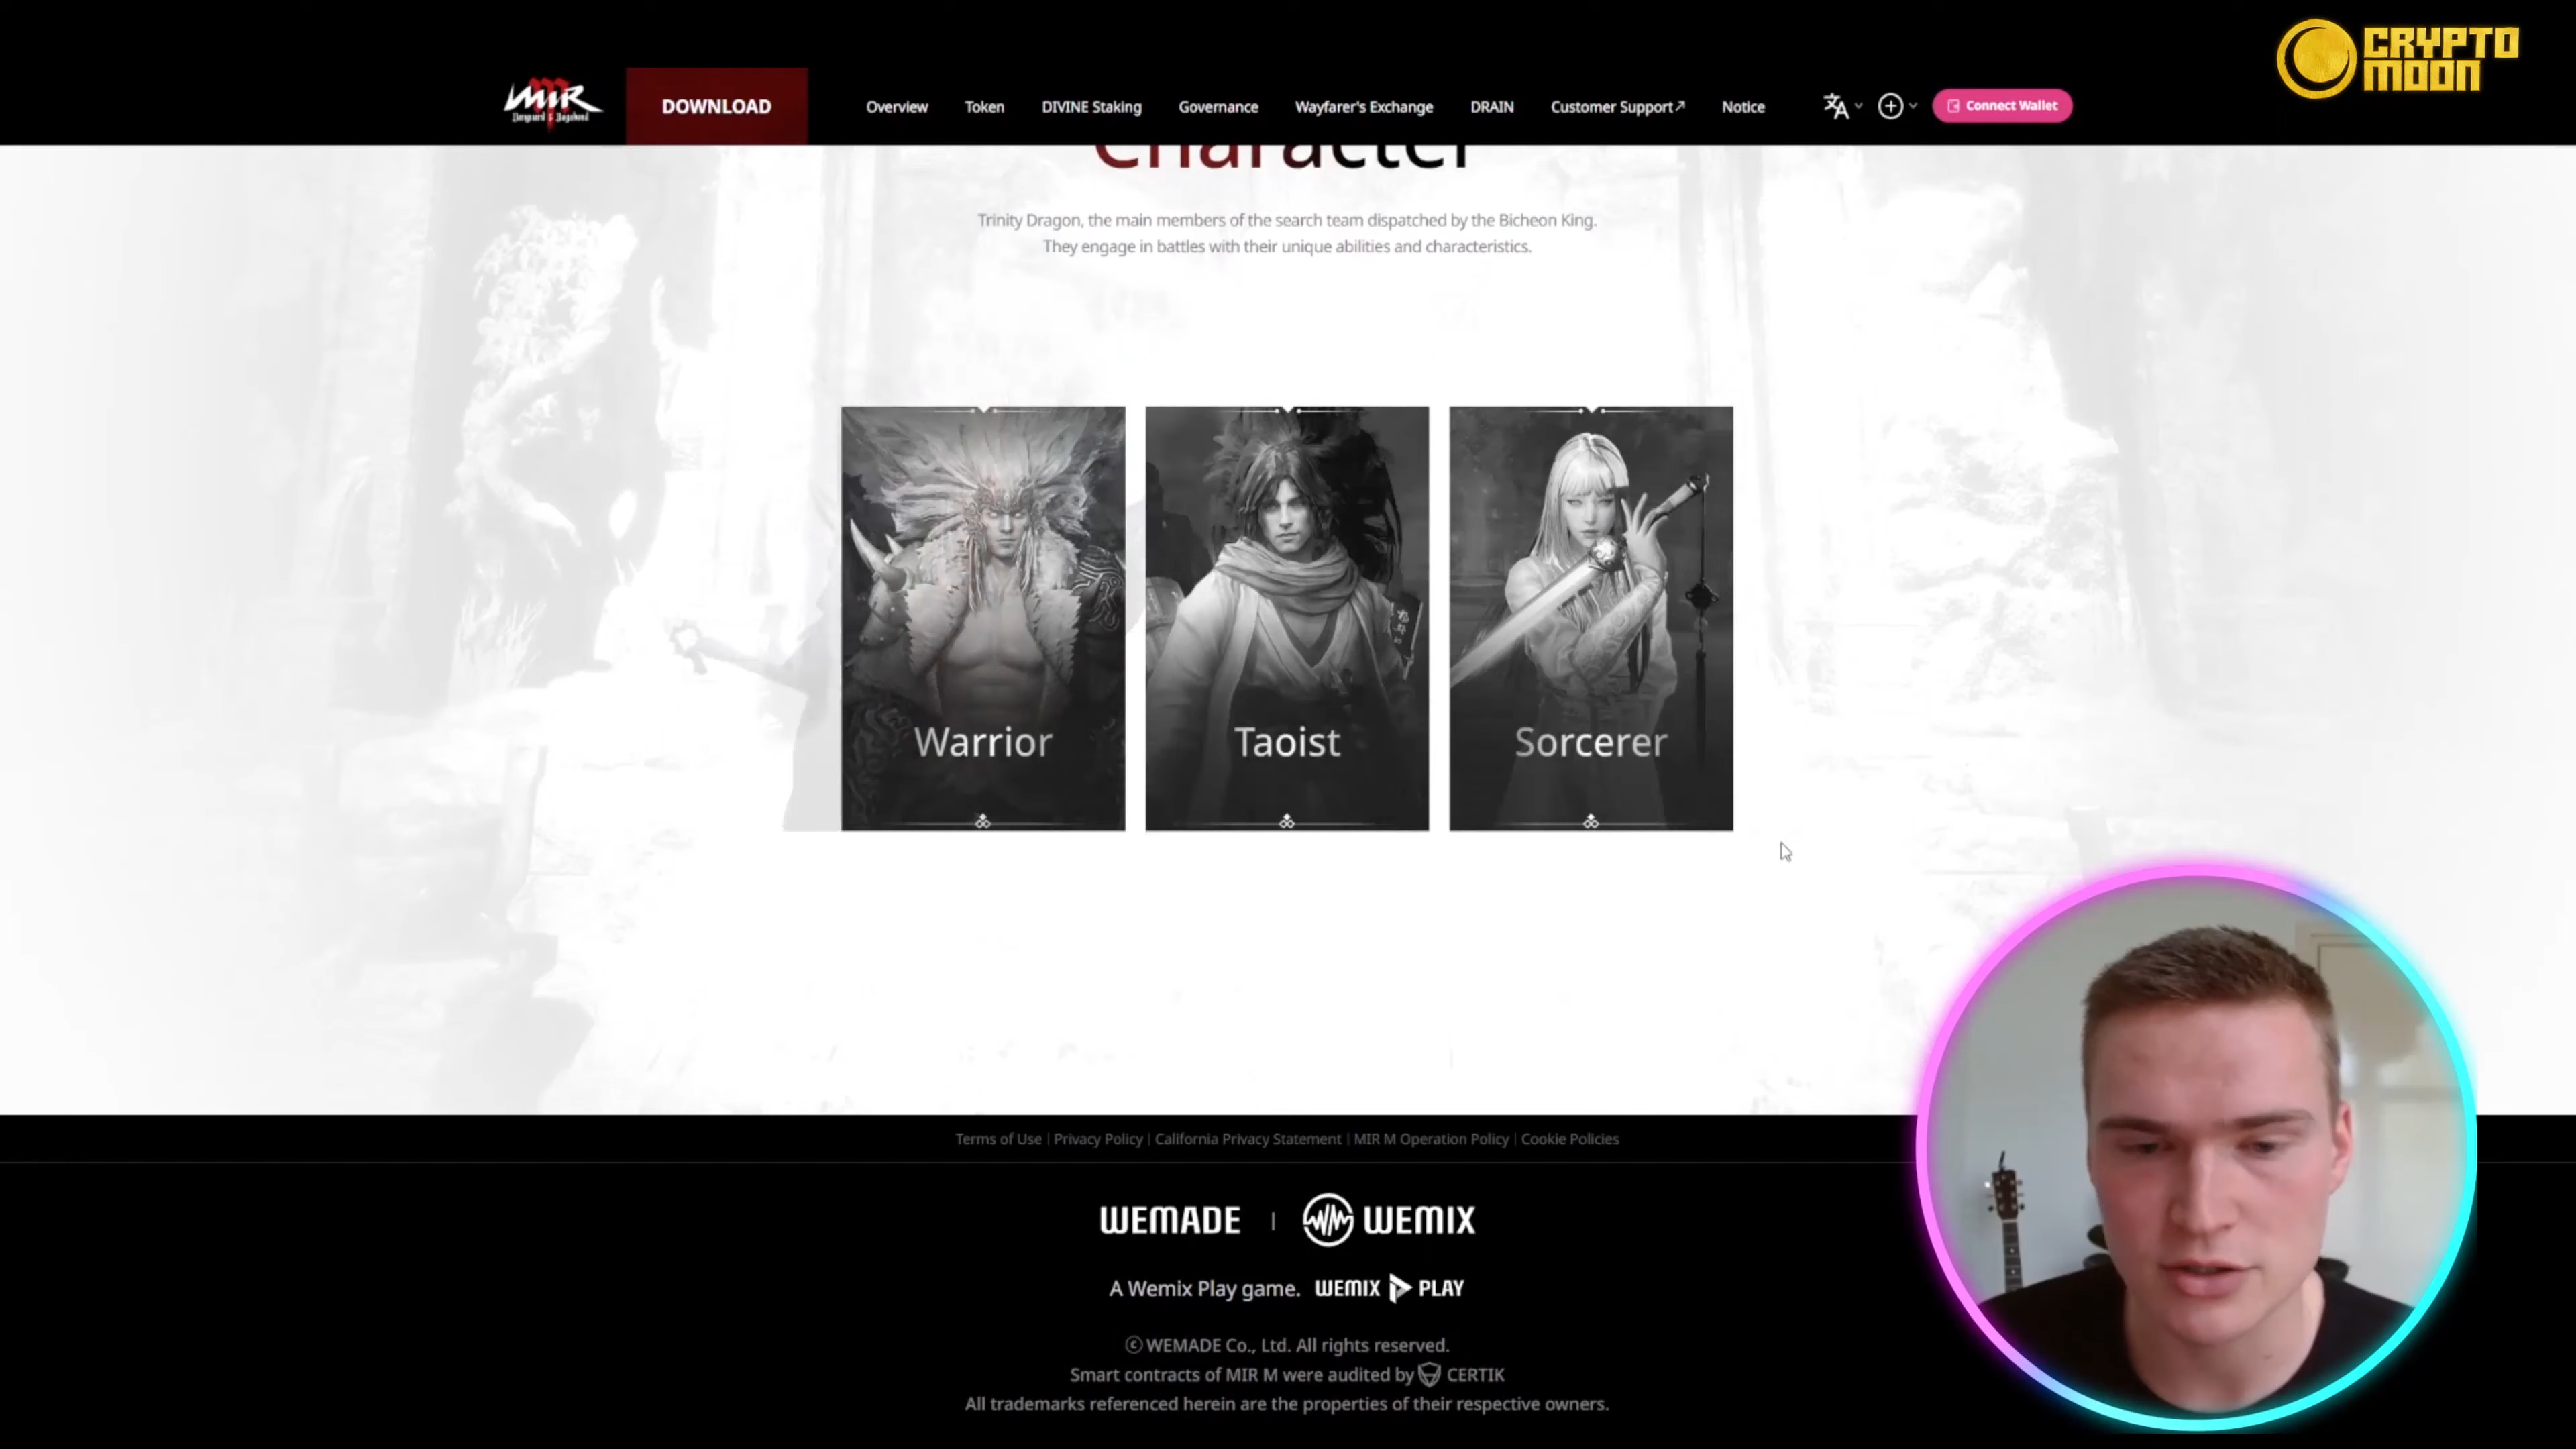 CRYPTO
MOON
MIR
M
Vanguard & Vagabond
DOWNLOAD
Overview
Token
DIVINE Staking
Governance
Wayfarer's Exchange
DRAIN
Customer Support↗
Notice
Connect Wallet
Character
Trinity Dragon, the main members of the search team dispatched by the Bicheon King.
They engage in battles with their unique abilities and characteristics.
Warrior
Taoist
Sorcerer
Terms of Use | Privacy Policy | California Privacy Statement | MIR M Operation Policy | Cookie Policies
WEMADE | WEMIX
A Wemix Play game. WEMIX PLAY
ⓒ WEMADE Co., Ltd. All rights reserved.
Smart contracts of MIR M were audited by CERTIK
All trademarks referenced herein are the properties of their respective owners.